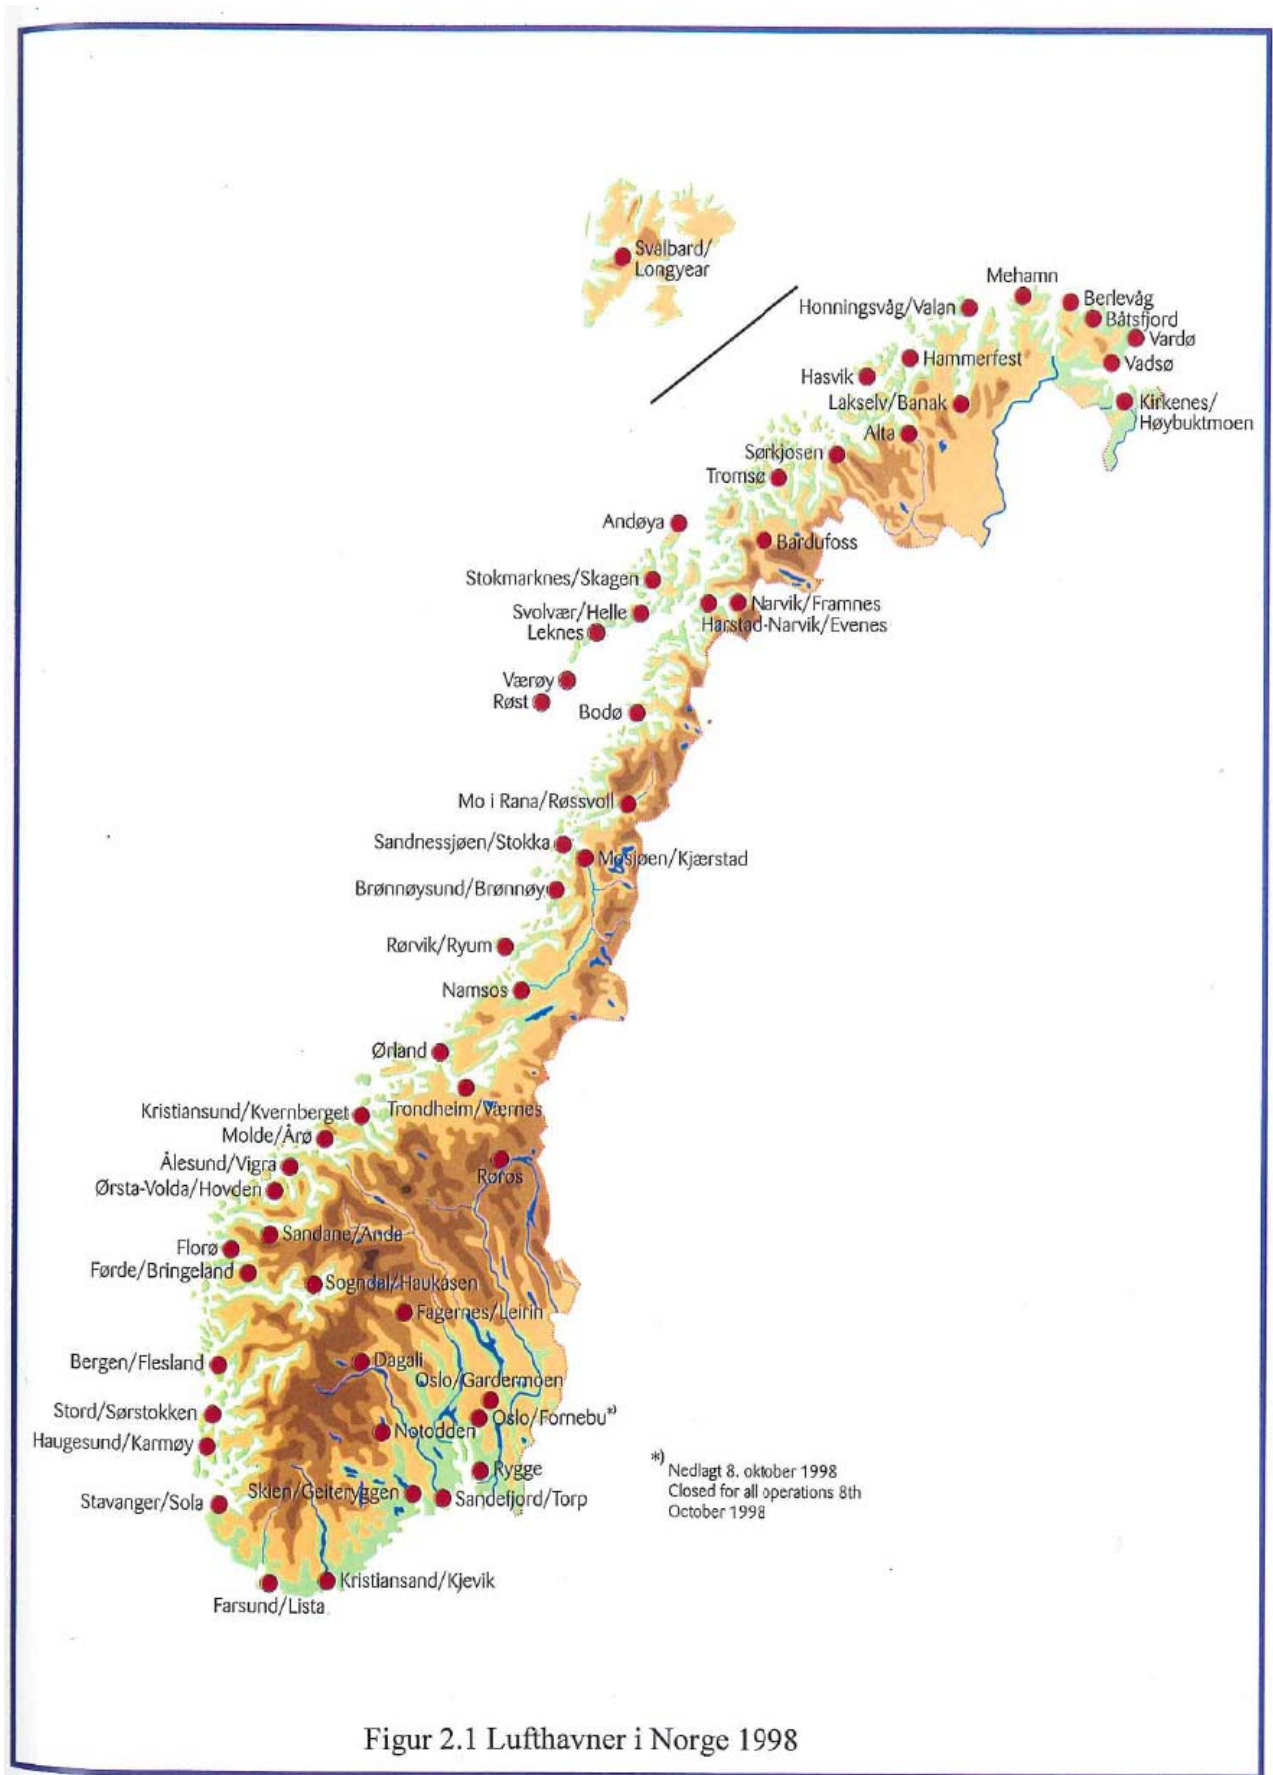 Svalbard/
Longyear
Mehamn
Berlevåg
Honningsvåg/Valan
Båtsfjord
Vardø
Hammerfest
Vadsø
Hasvik
Lakselv/Banak
Kirkenes/
Høybuktmoen
Alta
Sørkjosen
Tromsø
Andøya
Bardufoss
Stokmarknes/Skagen
Narvik/Framnes
Svolvær/Helle
Harstad-Narvik/Evenes
Leknes
Værøy
Røst
Bodø
Mo i Rana/Røssvoll
Sandnessjøen/Stokka
Mosjøen/Kjærstad
Brønnøysund/Brønnøy
Rørvik/Ryum
Namsos
Ørland
Kristiansund/Kvernberget
Trondheim/Værnes
Molde/Årø
Ålesund/Vigra
Røros
Ørsta-Volda/Hovden
Sandane/Anda
Florø
Førde/Bringeland
Sogndal/Haukåsen
Fagernes/Leirin
Bergen/Flesland
Dagali
Oslo/Gardermoen
Stord/Sørstokken
Oslo/Fornebu*)
Notodden
Haugesund/Karmøy
Rygge
Skien/Geiteryggen
Sandefjord/Torp
Stavanger/Sola
*) Nedlagt 8. oktober 1998
Closed for all operations 8th
October 1998
Kristiansand/Kjevik
Farsund/Lista
Figur 2.1 Lufthavner i Norge 1998